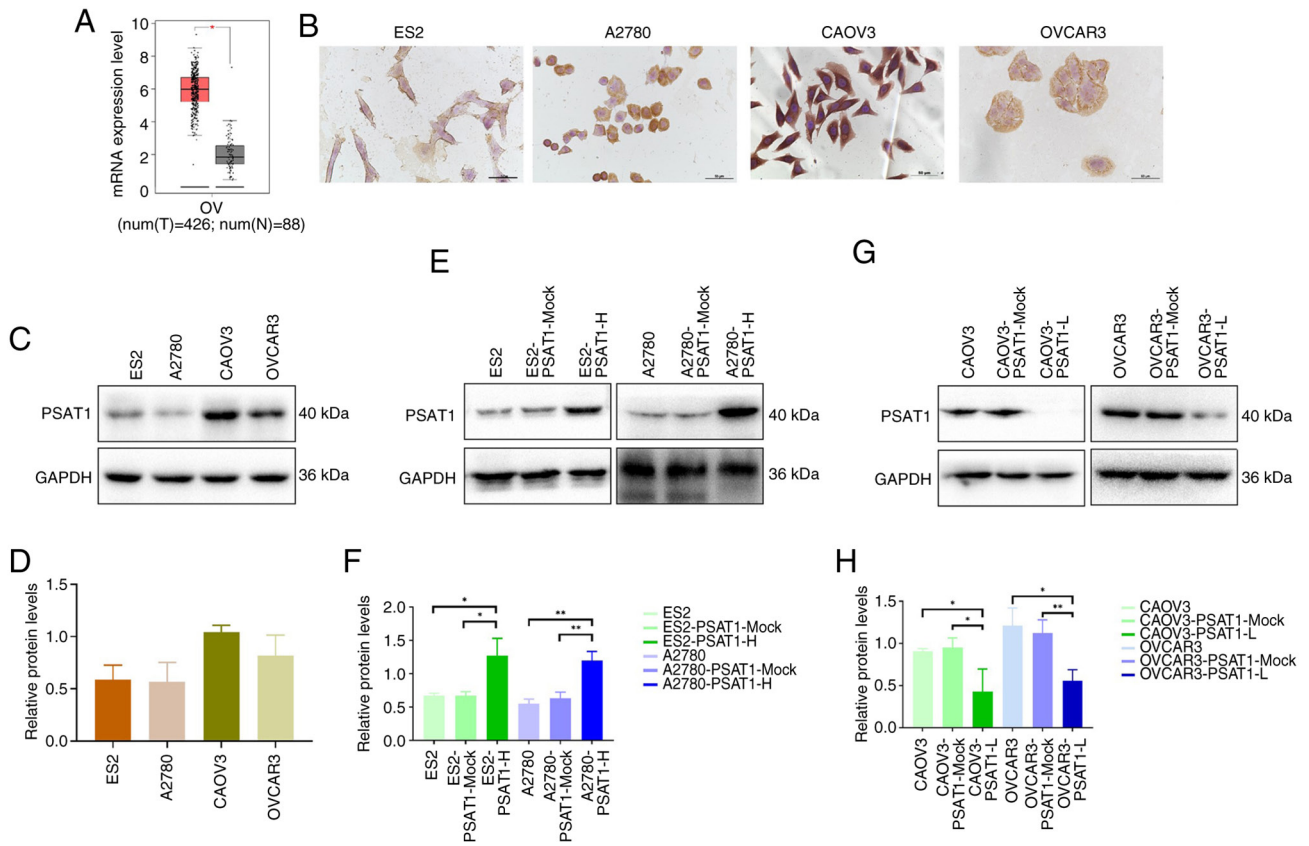 A
mRNA expression level
10
8
6
4
2
0
*
OV
(num(T)=426; num(N)=88)
B
ES2
A2780
CAOV3
OVCAR3
C
ES2
A2780
CAOV3
OVCAR3
PSAT1
40 kDa
GAPDH
36 kDa
E
ES2
ES2-
PSAT1-Mock
ES2-
PSAT1-H
A2780
A2780-
PSAT1-Mock
A2780-
PSAT1-H
PSAT1
40 kDa
GAPDH
36 kDa
G
CAOV3
CAOV3-
PSAT1-Mock
CAOV3-
PSAT1-L
OVCAR3
OVCAR3-
PSAT1-Mock
OVCAR3-
PSAT1-L
PSAT1
40 kDa
GAPDH
36 kDa
D
Relative protein levels
1.5
1.0
0.5
0.0
ES2
A2780
CAOV3
OVCAR3
F
Relative protein levels
2.0
1.5
1.0
0.5
0.0
*
*
**
**
ES2
ES2-
PSAT1-Mock
ES2-
PSAT1-H
A2780
A2780-
PSAT1-Mock
A2780-
PSAT1-H
ES2
ES2-PSAT1-Mock
ES2-PSAT1-H
A2780
A2780-PSAT1-Mock
A2780-PSAT1-H
H
Relative protein levels
1.5
1.0
0.5
0.0
*
*
*
**
CAOV3
CAOV3-
PSAT1-Mock
CAOV3-
PSAT1-L
OVCAR3
OVCAR3-
PSAT1-Mock
OVCAR3-
PSAT1-L
CAOV3
CAOV3-PSAT1-Mock
CAOV3-PSAT1-L
OVCAR3
OVCAR3-PSAT1-Mock
OVCAR3-PSAT1-L